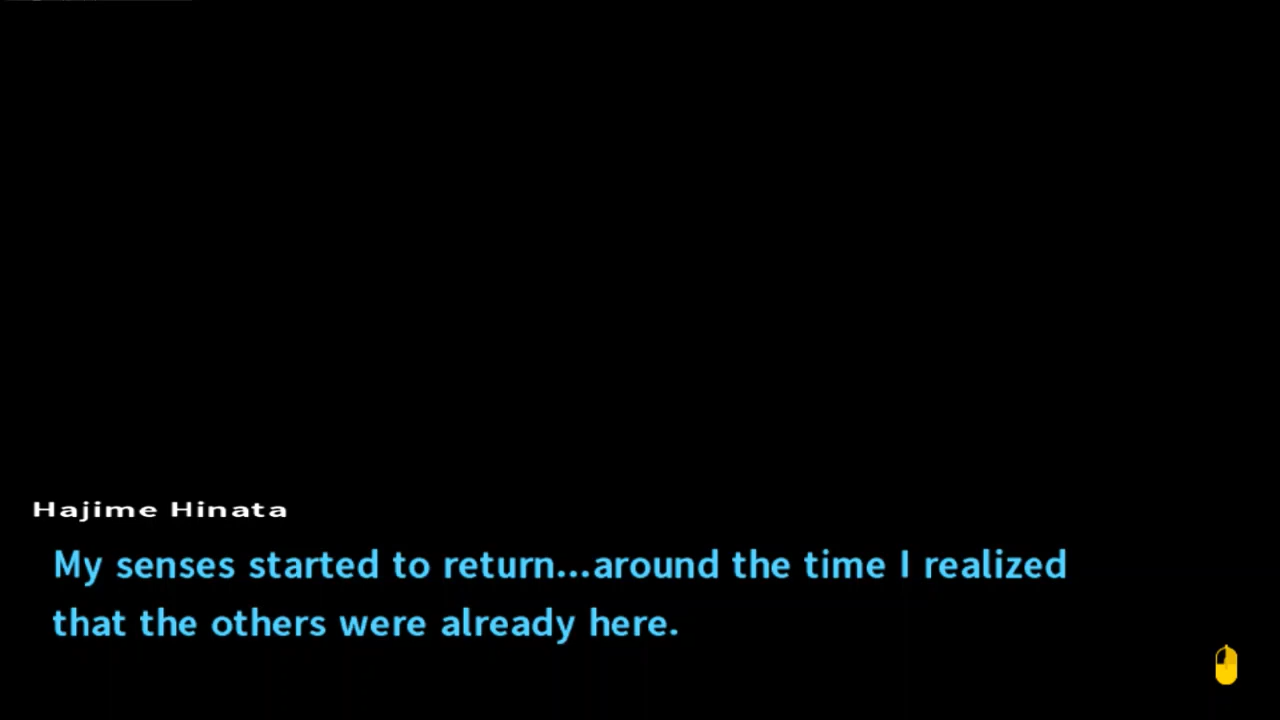 Hajime Hinata
My senses started to return...around the time I realized
that the others were already here.